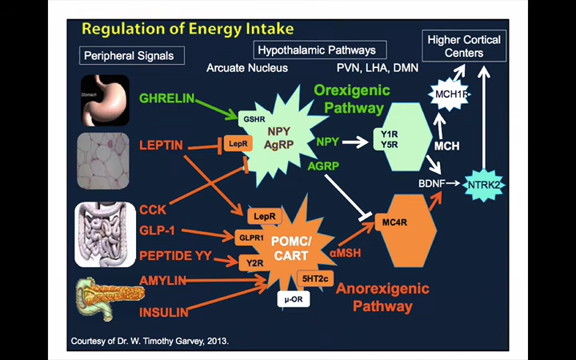 Regulation of Energy Intake
Peripheral Signals
Hypothalamic Pathways
Higher Cortical
Centers
Arcuate Nucleus
PVN, LHA, DMN
Stomach
GHRELIN
GSHR
NPY
AgRP
Orexigenic
Pathway
MCH1R
LEPTIN
LepR
NPY
Y1R
Y5R
MCH
AGRP
BDNF
NTRK2
CCK
LepR
MC4R
GLP-1
GLPR1
POMC/
CART
PEPTIDE YY
Y2R
αMSH
AMYLIN
5HT2c
Anorexigenic
Pathway
μ-OR
INSULIN
Courtesy of Dr. W. Timothy Garvey, 2013.